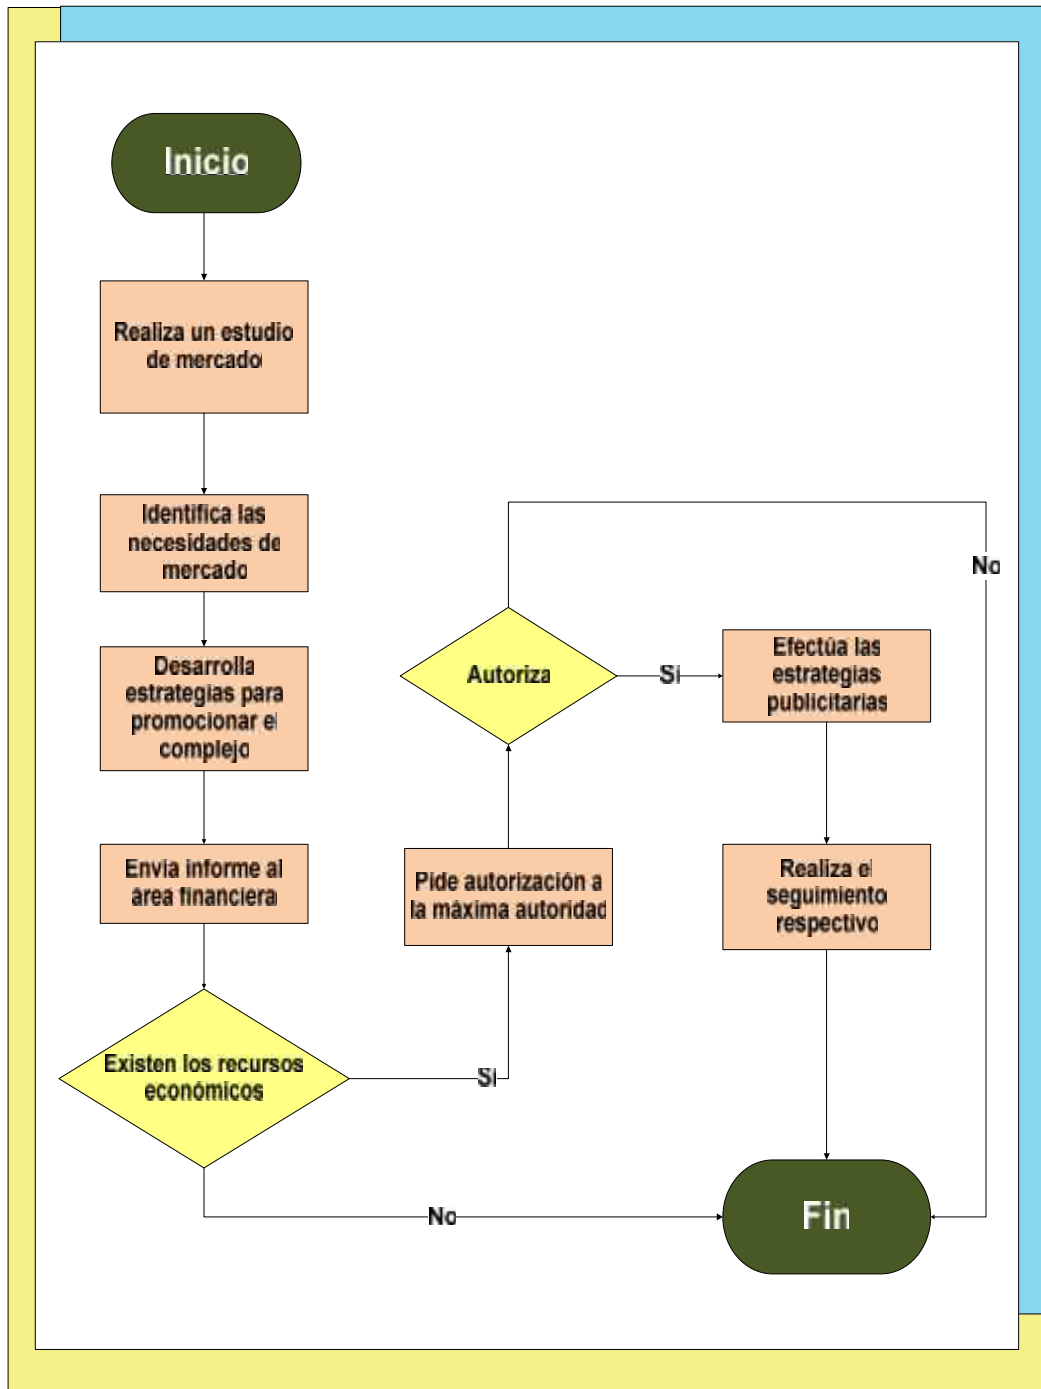 Inicio
Realiza un estudio
de mercado
Identifica las
necesidades de
mercado
Desarrolla
estrategias para
promocionar el
complejo
Envia informe al
área financiera
Existen los recursos
económicos
Si
No
Pide autorización a
la máxima autoridad
Autoriza
Si
No
Efectúa las
estrategias
publicitarias
Realiza el
seguimiento
respectivo
Fin